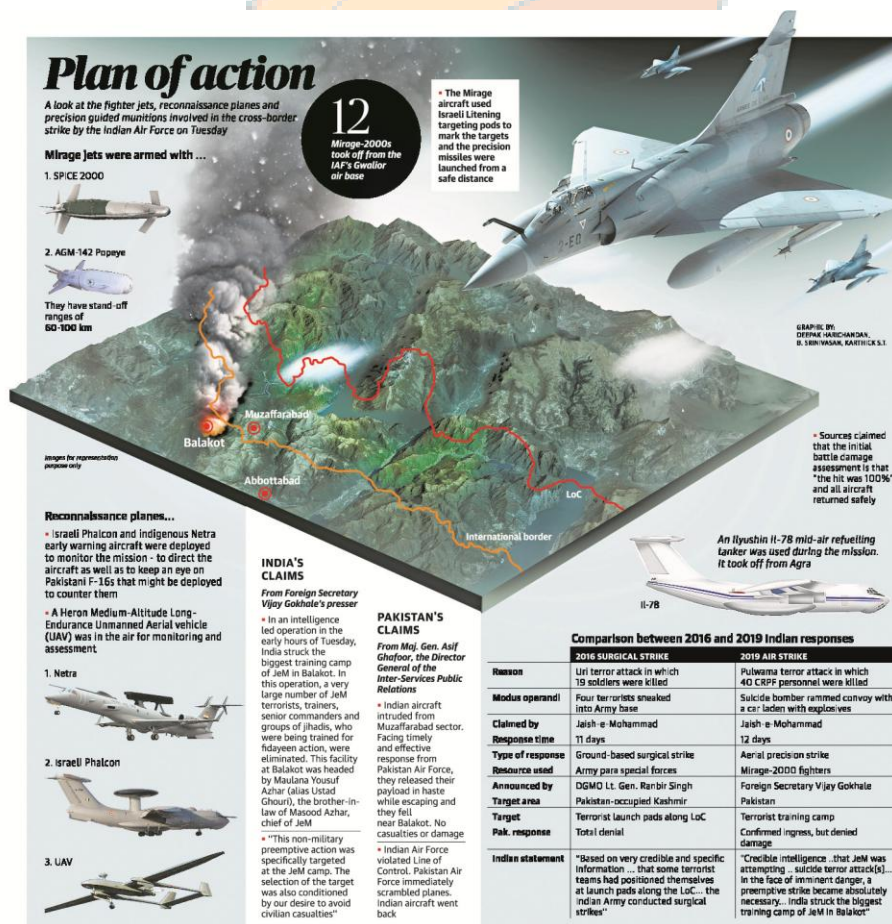 Plan of action
A look at the fighter jets, reconnaissance planes and
precision guided munitions involved in the cross-border
strike by the Indian Air Force on Tuesday
Mirage jets were armed with ...
1. SPICE 2000
2. AGM-142 Popeye
They have stand-off
ranges of
60-100 km
12
Mirage-2000s
took off from the
IAF's Gwalior
air base
• The Mirage
aircraft used
Israeli Litening
targeting pods to
mark the targets
and the precision
missiles were
launched from a
safe distance
GRAPHIC BY:
DEEPAK HARICHANDAN,
B. SRINIVASAN, KARTHICK S.T.
Muzaffarabad
Balakot
Abbottabad
LoC
International border
Images for representation
purpose only
• Sources claimed
that the initial
battle damage
assessment is that
"the hit was 100%"
and all aircraft
returned safely
An Ilyushin Il-78 mid-air refuelling
tanker was used during the mission.
It took off from Agra
Il-78
Reconnaissance planes...
• Israeli Phalcon and indigenous Netra
early warning aircraft were deployed
to monitor the mission - to direct the
aircraft as well as to keep an eye on
Pakistani F-16s that might be deployed
to counter them
• A Heron Medium-Altitude Long-
Endurance Unmanned Aerial vehicle
(UAV) was in the air for monitoring and
assessment
1. Netra
2. Israeli Phalcon
3. UAV
INDIA'S
CLAIMS
From Foreign Secretary
Vijay Gokhale's presser
• In an intelligence
led operation in the
early hours of Tuesday,
India struck the
biggest training camp
of JeM in Balakot. In
this operation, a very
large number of JeM
terrorists, trainers,
senior commanders and
groups of jihadis, who
were being trained for
fidayeen action, were
eliminated. This facility
at Balakot was headed
by Maulana Yousuf
Azhar (alias Ustad
Ghouri), the brother-in-
law of Masood Azhar,
chief of JeM
• "This non-military
preemptive action was
specifically targeted
at the JeM camp. The
selection of the target
was also conditioned
by our desire to avoid
civilian casualties"
PAKISTAN'S
CLAIMS
From Maj. Gen. Asif
Ghafoor, the Director
General of the
Inter-Services Public
Relations
• Indian aircraft
intruded from
Muzaffarabad sector.
Facing timely
and effective
response from
Pakistan Air Force,
they released their
payload in haste
while escaping and
they fell
near Balakot. No
casualties or damage
• Indian Air Force
violated Line of
Control. Pakistan Air
Force immediately
scrambled planes.
Indian aircraft went
back
Comparison between 2016 and 2019 Indian responses
2016 SURGICAL STRIKE 2019 AIR STRIKE
Reason Uri terror attack in which Pulwama terror attack in which
19 soldiers were killed 40 CRPF personnel were killed
Modus operandi Four terrorists sneaked Suicide bomber rammed convoy with
into Army base a car laden with explosives
Claimed by Jaish-e-Mohammad Jaish-e-Mohammad
Response time 11 days 12 days
Type of response Ground-based surgical strike Aerial precision strike
Resource used Army para special forces Mirage-2000 fighters
Announced by DGMO Lt. Gen. Ranbir Singh Foreign Secretary Vijay Gokhale
Target area Pakistan-occupied Kashmir Pakistan
Target Terrorist launch pads along LoC Terrorist training camp
Pak. response Total denial Confirmed ingress, but denied
damage
Indian statement "Based on very credible and specific "Credible intelligence ..that JeM was
information ... that some terrorist attempting .. suicide terror attack[s]...
teams had positioned themselves In the face of imminent danger, a
at launch pads along the LoC... the preemptive strike became absolutely
Indian Army conducted surgical necessary... India struck the biggest
strikes" training camp of JeM in Balakot"